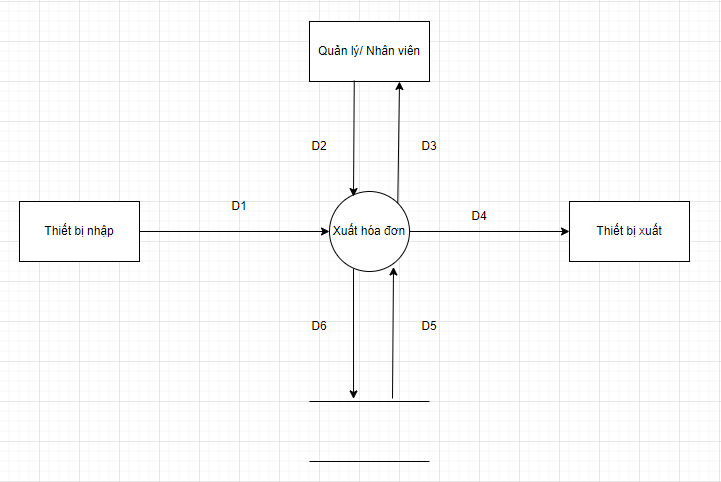 Quản lý/ Nhân viên
D2
D3
D1
D4
Thiết bị nhập
Xuất hóa đơn
Thiết bị xuất
D6
D5